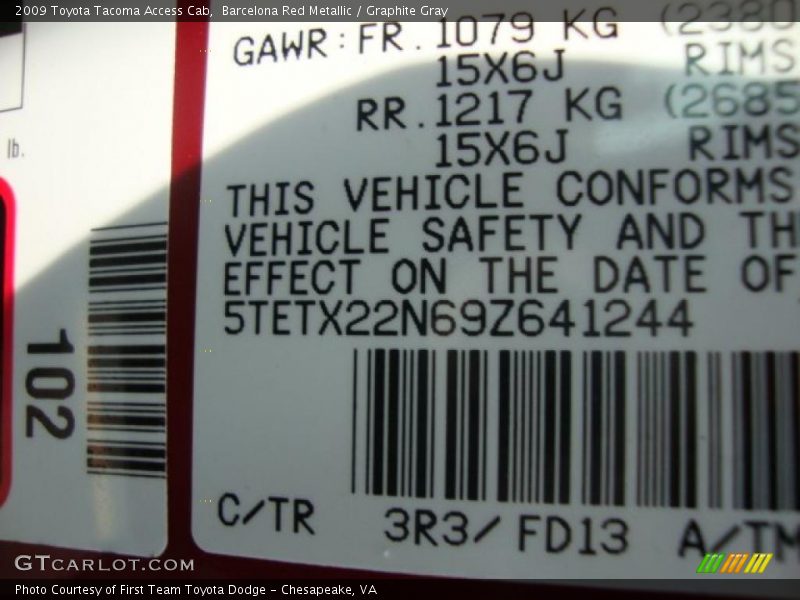 2009 Toyota Tacoma Access Cab, Barcelona Red Metallic / Graphite Gray
GAWR: FR. 1079 KG (2380
15X6J RIMS
RR. 1217 KG (2685
15X6J RIMS
THIS VEHICLE CONFORMS
VEHICLE SAFETY AND TH
EFFECT ON THE DATE OF
5TETX22N69Z641244
C/TR 3R3/FD13 A/TM
lb.
102
GTCARLOT.COM
Photo Courtesy of First Team Toyota Dodge - Chesapeake, VA